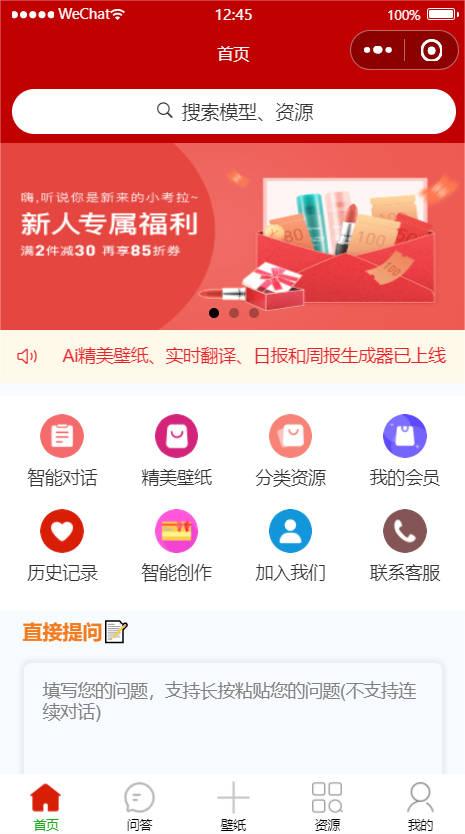 WeChat
12:45
100%
首页
搜索模型、资源
嗨,听说你是新来的小考拉~
新人专属福利
满2件减30 再享85折券
80
100
100
Ai精美壁纸、实时翻译、日报和周报生成器已上线
智能对话
精美壁纸
分类资源
我的会员
历史记录
智能创作
加入我们
联系客服
直接提问
填写您的问题，支持长按粘贴您的问题(不支持连
续对话)
首页
问答
壁纸
资源
我的